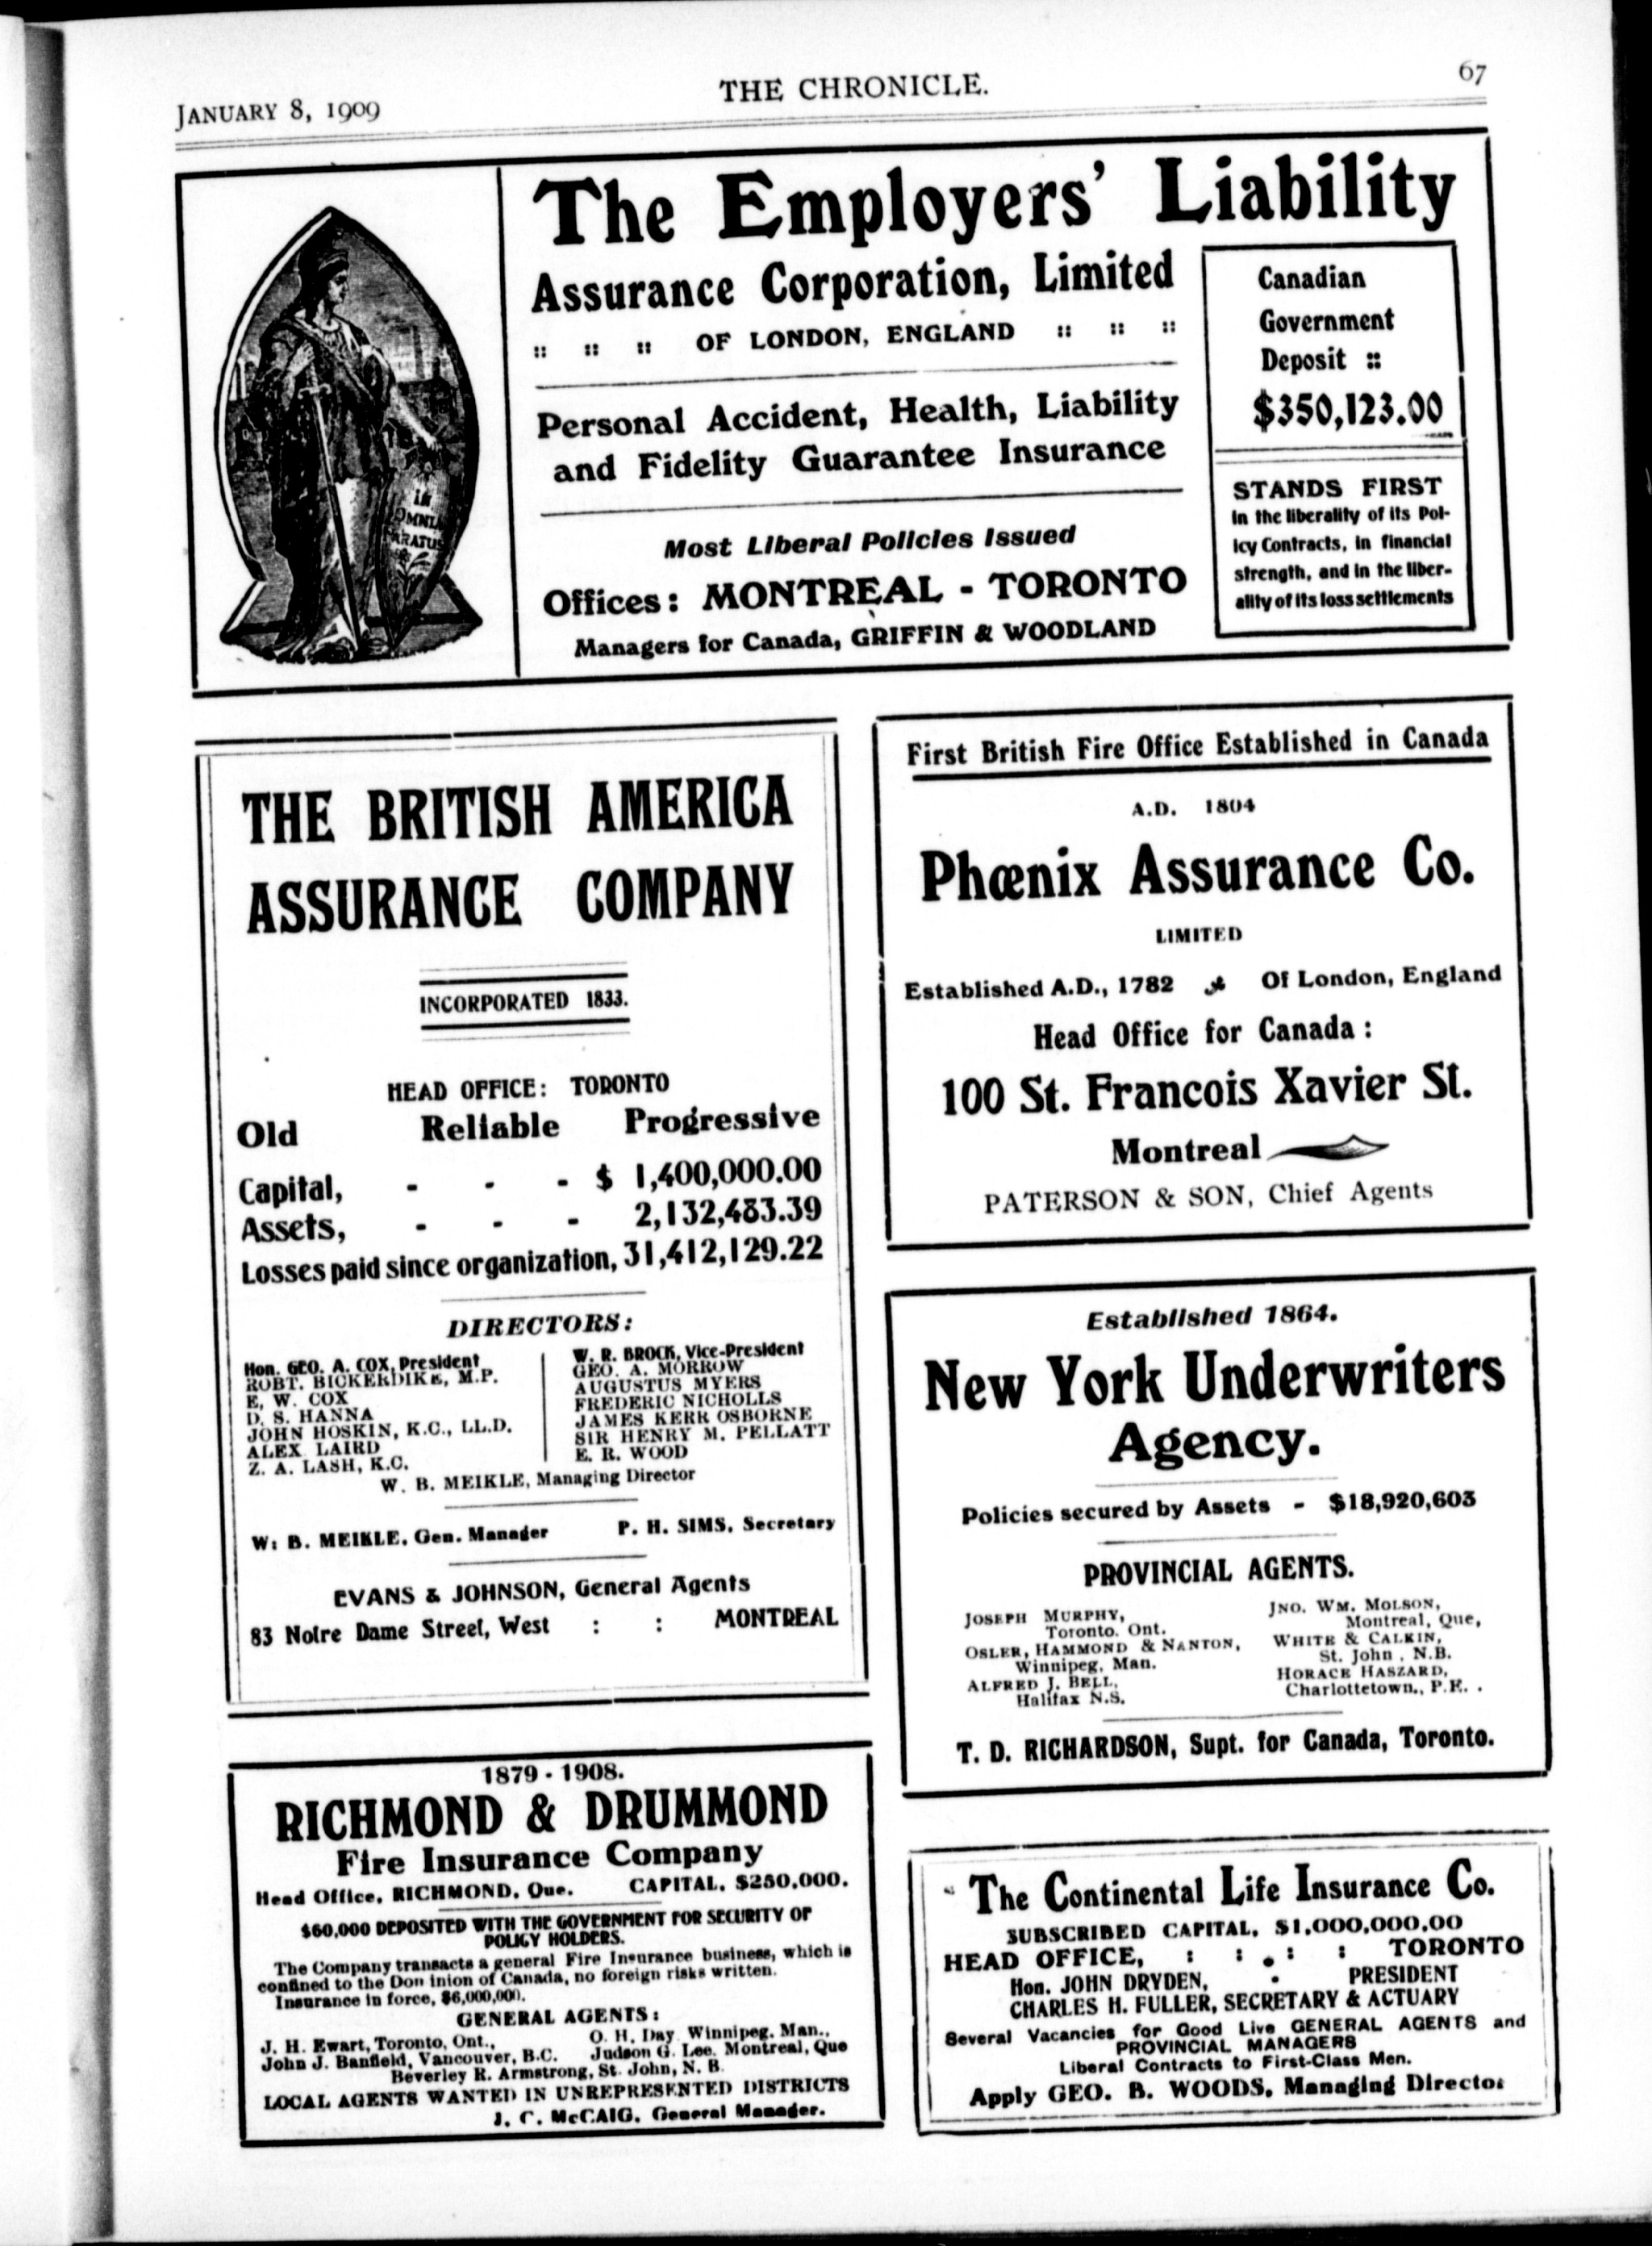 JANUARY 8, 1909
THE CHRONICLE.
67
IN
OMNIA
PARATUS
The Employers' Liability
Assurance Corporation, Limited
:: :: :: OF LONDON, ENGLAND :: :: ::
Personal Accident, Health, Liability
and Fidelity Guarantee Insurance
Most Liberal Policies Issued
Offices: MONTREAL - TORONTO
Managers for Canada, GRIFFIN & WOODLAND
Canadian
Government
Deposit ::
$350,123.00
STANDS FIRST
in the liberality of its Pol-
icy Contracts, in financial
strength, and in the liber-
ality of its loss settlements
THE BRITISH AMERICA
ASSURANCE COMPANY
INCORPORATED 1833.
HEAD OFFICE: TORONTO
Old Reliable Progressive
Capital, - - - $ 1,400,000.00
Assets, - - - 2,132,483.39
Losses paid since organization, 31,412,129.22
DIRECTORS:
Hon. GEO. A. COX, President
ROBT. BICKERDIKE, M.P.
E. W. COX
D. S. HANNA
JOHN HOSKIN, K.C., LL.D.
ALEX LAIRD
Z. A. LASH, K.C.
W. R. BROCK, Vice-President
GEO. A. MORROW
AUGUSTUS MYERS
FREDERIC NICHOLLS
JAMES KERR OSBORNE
SIR HENRY M. PELLATT
E. R. WOOD
W. B. MEIKLE, Managing Director
W. B. MEIKLE, Gen. Manager P. H. SIMS, Secretary
EVANS & JOHNSON, General Agents
83 Notre Dame Street, West : : MONTREAL
First British Fire Office Established in Canada
A.D. 1804
Phœnix Assurance Co.
LIMITED
Established A.D., 1782 Of London, England
Head Office for Canada:
100 St. Francois Xavier St.
Montreal
PATERSON & SON, Chief Agents
Established 1864.
New York Underwriters
Agency.
Policies secured by Assets - $18,920,603
PROVINCIAL AGENTS.
JOSEPH MURPHY,
Toronto. Ont.
OSLER, HAMMOND & NANTON,
Winnipeg, Man.
ALFRED J. BELL,
Halifax N.S.
JNO. WM. MOLSON,
Montreal, Que,
WHITE & CALKIN,
St. John , N.B.
HORACE HASZARD,
Charlottetown., P.E. .
T. D. RICHARDSON, Supt. for Canada, Toronto.
1879 - 1908.
RICHMOND & DRUMMOND
Fire Insurance Company
Head Office, RICHMOND, Que. CAPITAL, $250,000.
$60,000 DEPOSITED WITH THE GOVERNMENT FOR SECURITY OF
POLICY HOLDERS.
The Company transacts a general Fire Insurance business, which is
confined to the Dominion of Canada, no foreign risks written.
Insurance in force, $6,000,000.
GENERAL AGENTS:
J. H. Ewart, Toronto, Ont., O. H. Day Winnipeg. Man.,
John J. Banfield, Vancouver, B.C. Judson G. Lee. Montreal, Que
Beverley R. Armstrong, St. John, N. B.
LOCAL AGENTS WANTED IN UNREPRESENTED DISTRICTS
J. C. McCAIG, General Manager.
The Continental Life Insurance Co.
SUBSCRIBED CAPITAL, $1,000,000.00
HEAD OFFICE, : : . : : TORONTO
Hon. JOHN DRYDEN, - PRESIDENT
CHARLES H. FULLER, SECRETARY & ACTUARY
Several Vacancies for Good Live GENERAL AGENTS and
PROVINCIAL MANAGERS
Liberal Contracts to First-Class Men.
Apply GEO. B. WOODS, Managing Director